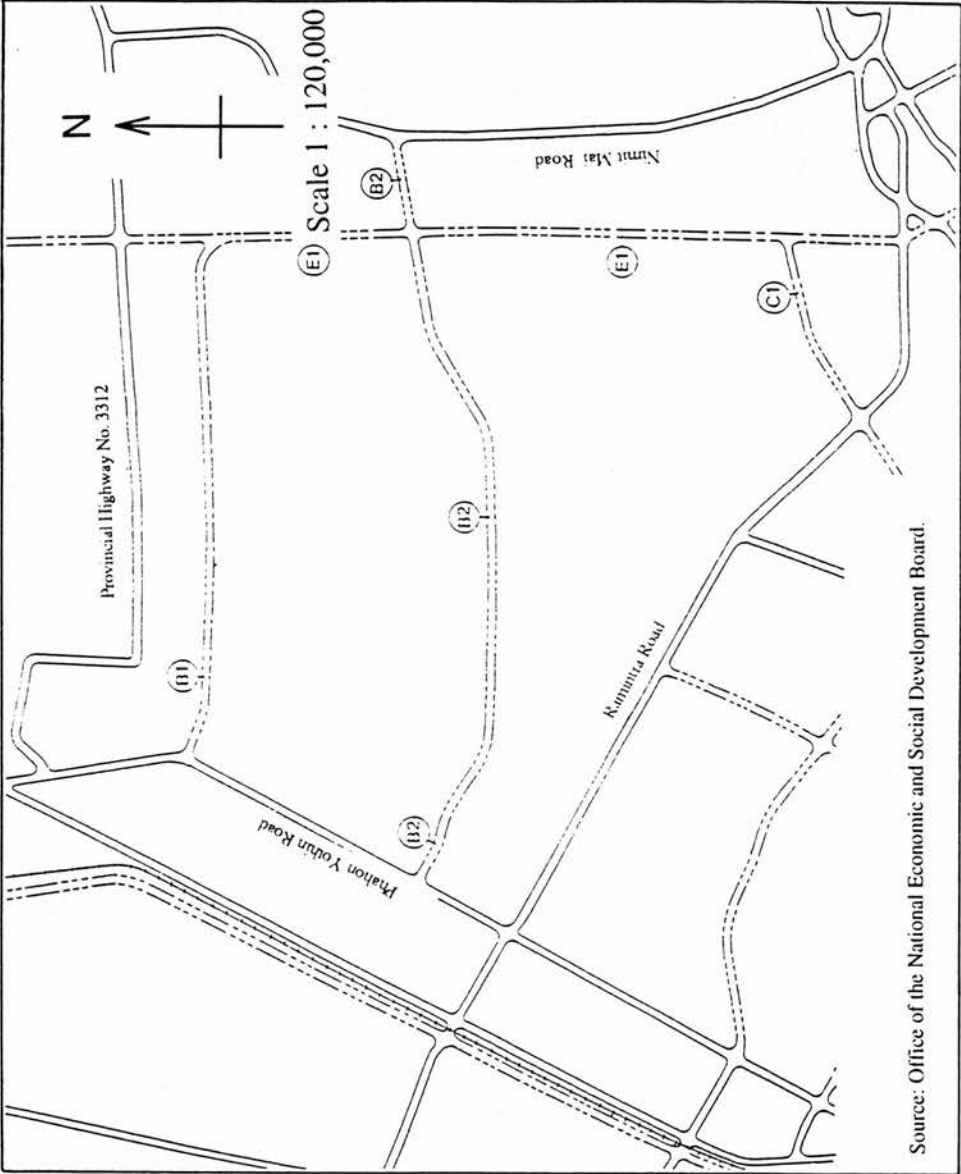 N
Scale 1 : 120,000
Provincial Highway No. 3312
B1
E1
B2
Nimit Mai Road
E1
C1
B2
Ramintra Road
B2
Phahon Yothin Road
Source: Office of the National Economic and Social Development Board.